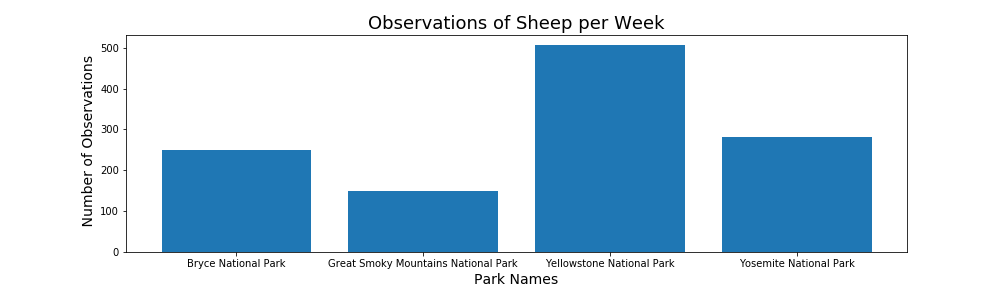 Observations of Sheep per Week
Number of Observations
500
400
300
200
100
0
Bryce National Park
Great Smoky Mountains National Park
Yellowstone National Park
Yosemite National Park
Park Names